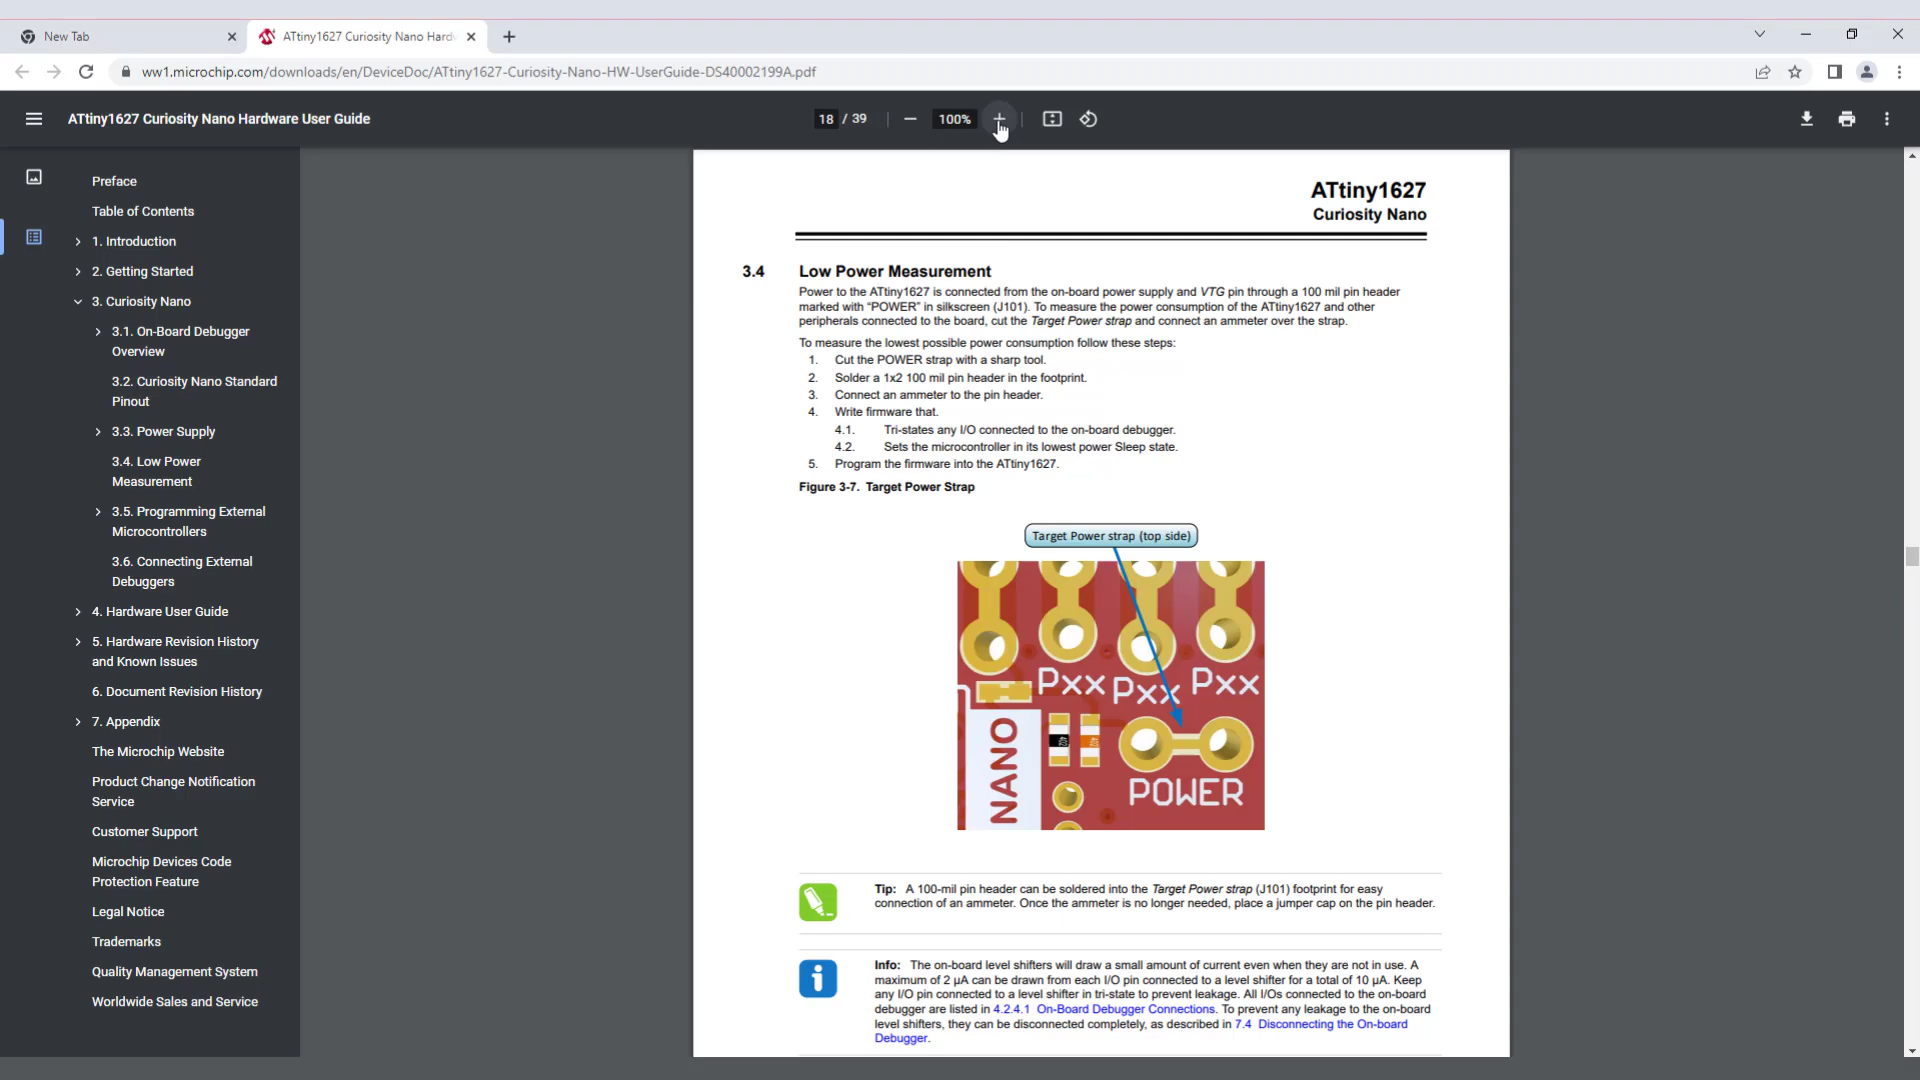 New Tab
ATtiny1627 Curiosity Nano Hard
ww1.microchip.com/downloads/en/DeviceDoc/ATtiny1627-Curiosity-Nano-HW-UserGuide-DS40002199A.pdf
ATtiny1627 Curiosity Nano Hardware User Guide
18 / 39
100%
Preface
Table of Contents
1. Introduction
2. Getting Started
3. Curiosity Nano
3.1. On-Board Debugger
Overview
3.2. Curiosity Nano Standard
Pinout
3.3. Power Supply
3.4. Low Power
Measurement
3.5. Programming External
Microcontrollers
3.6. Connecting External
Debuggers
4. Hardware User Guide
5. Hardware Revision History
and Known Issues
6. Document Revision History
7. Appendix
The Microchip Website
Product Change Notification
Service
Customer Support
Microchip Devices Code
Protection Feature
Legal Notice
Trademarks
Quality Management System
Worldwide Sales and Service
ATtiny1627
Curiosity Nano
3.4 Low Power Measurement
Power to the ATtiny1627 is connected from the on-board power supply and VTG pin through a 100 mil pin header
marked with “POWER” in silkscreen (J101). To measure the power consumption of the ATtiny1627 and other
peripherals connected to the board, cut the Target Power strap and connect an ammeter over the strap.
To measure the lowest possible power consumption follow these steps:
1. Cut the POWER strap with a sharp tool.
2. Solder a 1x2 100 mil pin header in the footprint.
3. Connect an ammeter to the pin header.
4. Write firmware that.
4.1. Tri-states any I/O connected to the on-board debugger.
4.2. Sets the microcontroller in its lowest power Sleep state.
5. Program the firmware into the ATtiny1627.
Figure 3-7. Target Power Strap
Target Power strap (top side)
Pxx Pxx Pxx
NANO
POWER
Tip: A 100-mil pin header can be soldered into the Target Power strap (J101) footprint for easy
connection of an ammeter. Once the ammeter is no longer needed, place a jumper cap on the pin header.
Info: The on-board level shifters will draw a small amount of current even when they are not in use. A
maximum of 2 µA can be drawn from each I/O pin connected to a level shifter for a total of 10 µA. Keep
any I/O pin connected to a level shifter in tri-state to prevent leakage. All I/Os connected to the on-board
debugger are listed in 4.2.4.1 On-Board Debugger Connections. To prevent any leakage to the on-board
level shifters, they can be disconnected completely, as described in 7.4 Disconnecting the On-board
Debugger.